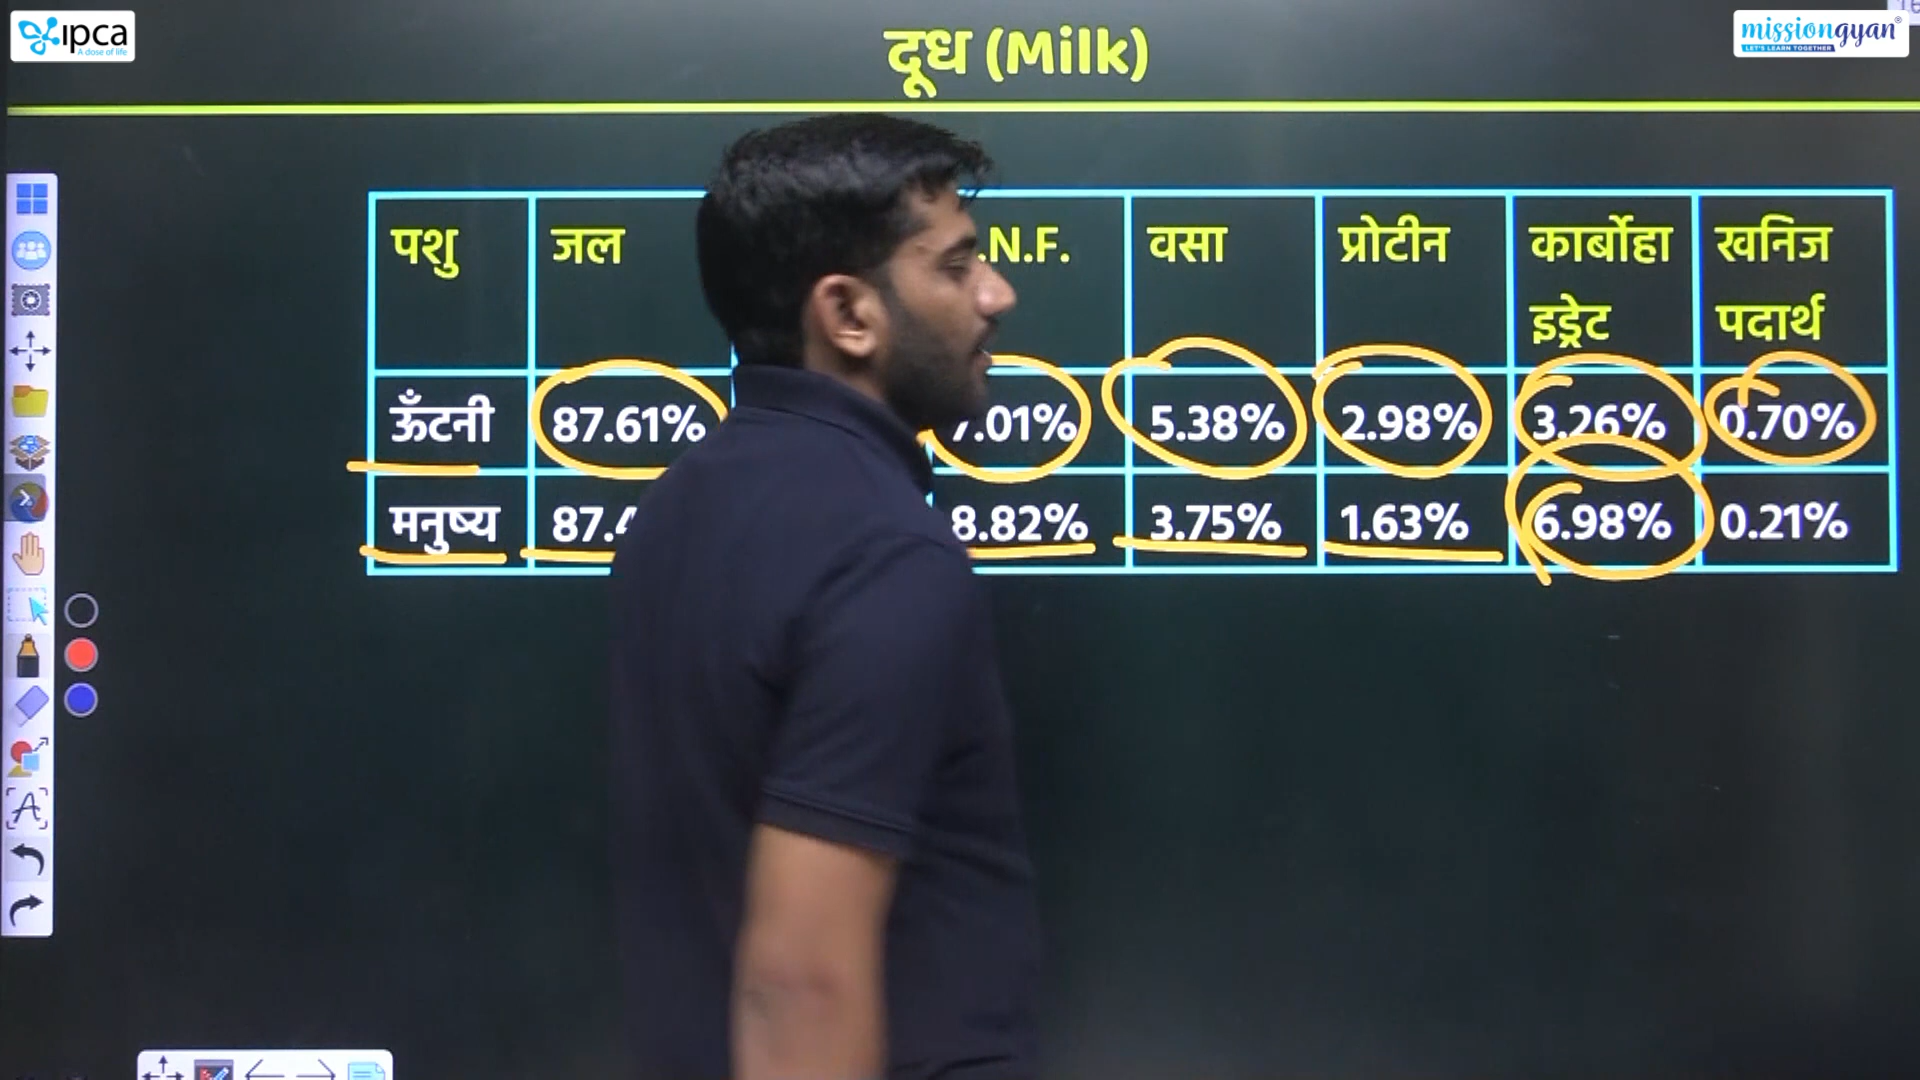 ipca
A dose of life
missiongyan®
LET'S LEARN TOGETHER
दूध (Milk)
पशु जल .N.F. वसा प्रोटीन कार्बोहा खनिज
इड्रेट पदार्थ
ऊँटनी 87.61% .01% 5.38% 2.98% 3.26% 0.70%
मनुष्य 87.4 8.82% 3.75% 1.63% 6.98% 0.21%